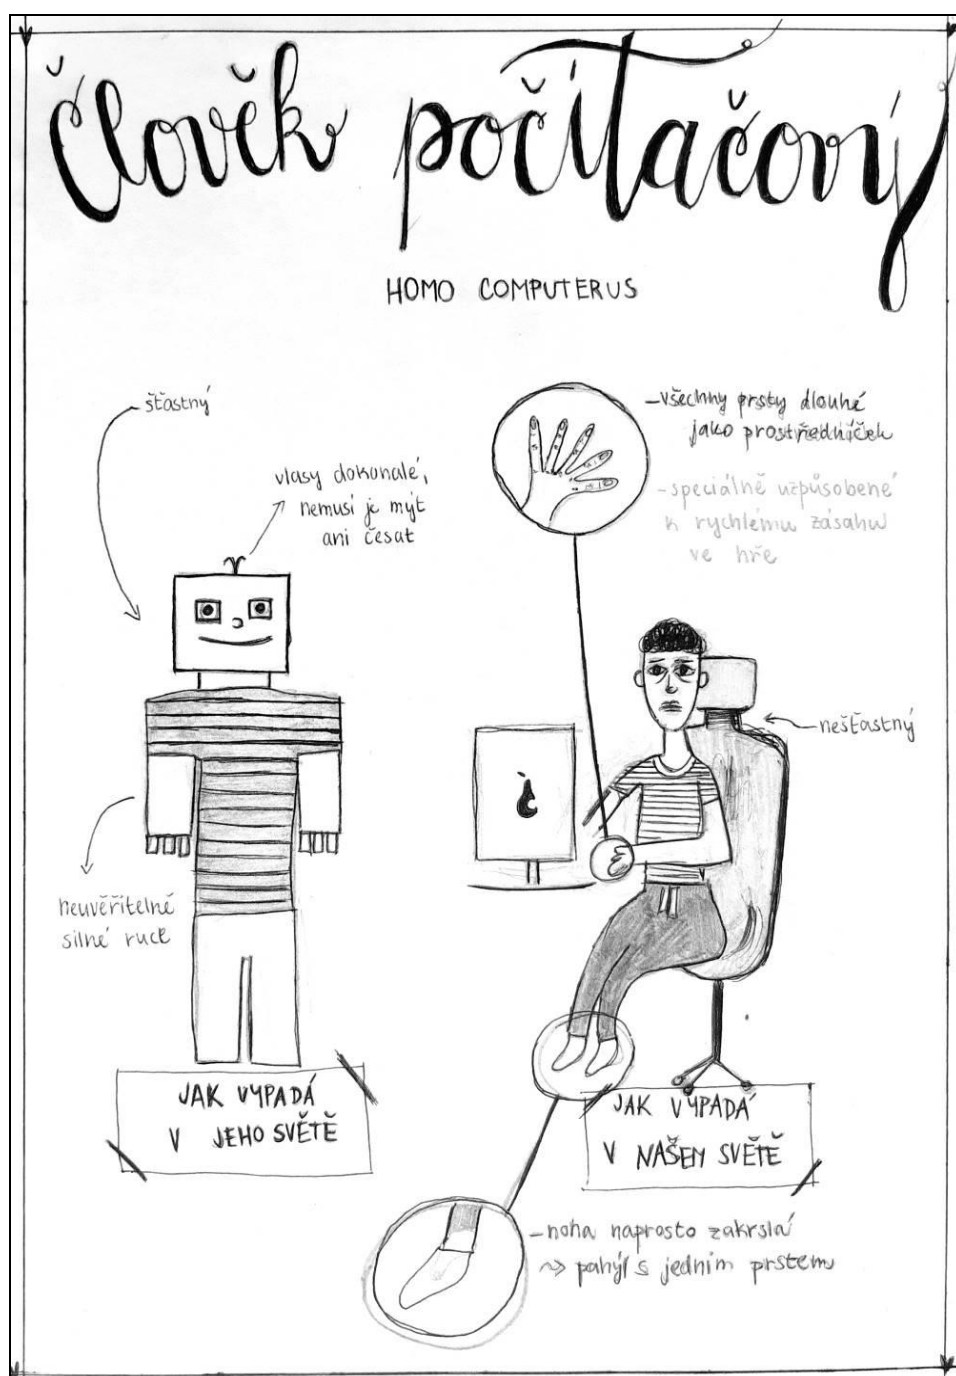 člověk počítačový
HOMO COMPUTERUS
šťastný
vlasy dokonalé,
nemusí je mýt
ani česat
neuvěřitelně
silné ruce
JAK VYPADÁ
V JEHO SVĚTĚ
-všechny prsty dlouhé
jako prostředníček
-speciálně uzpůsobené
k rychlému zásahu
ve hře
nešťastný
JAK VYPADÁ
V NAŠEM SVĚTĚ
-noha naprosto zakrslá
~> pahýl s jedním prstem